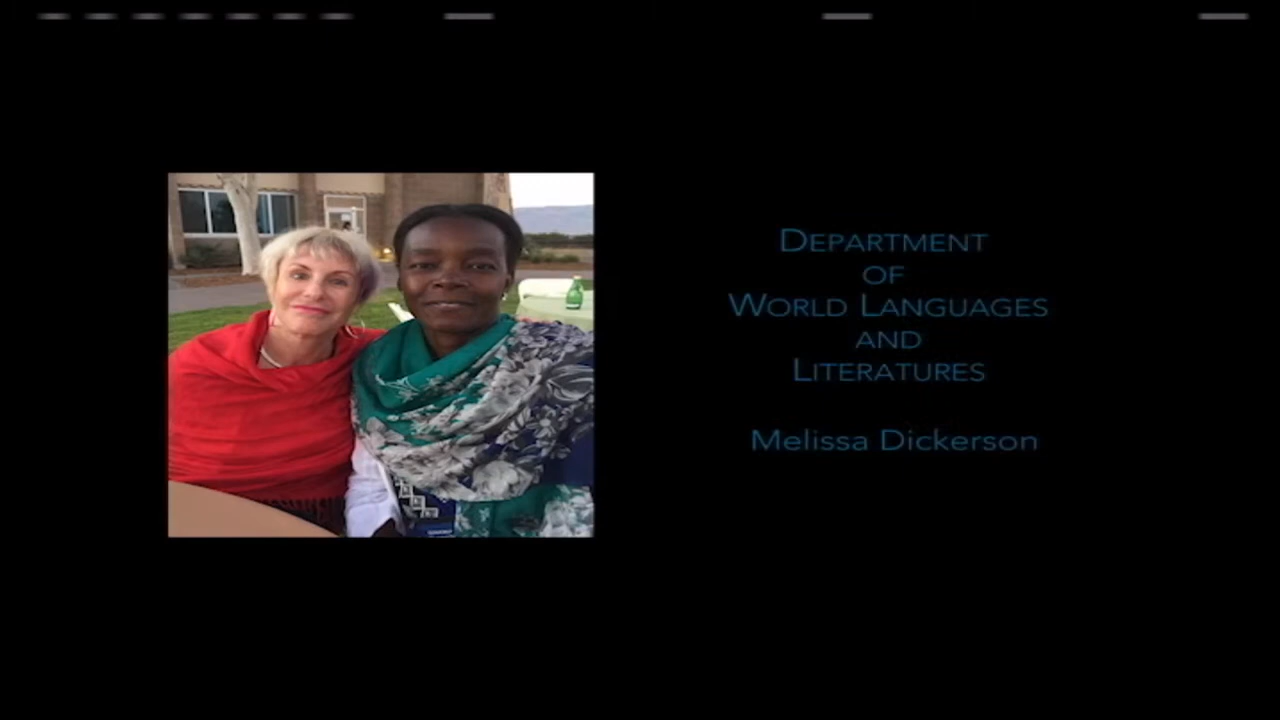 DEPARTMENT
OF
WORLD LANGUAGES
AND
LITERATURES
Melissa Dickerson